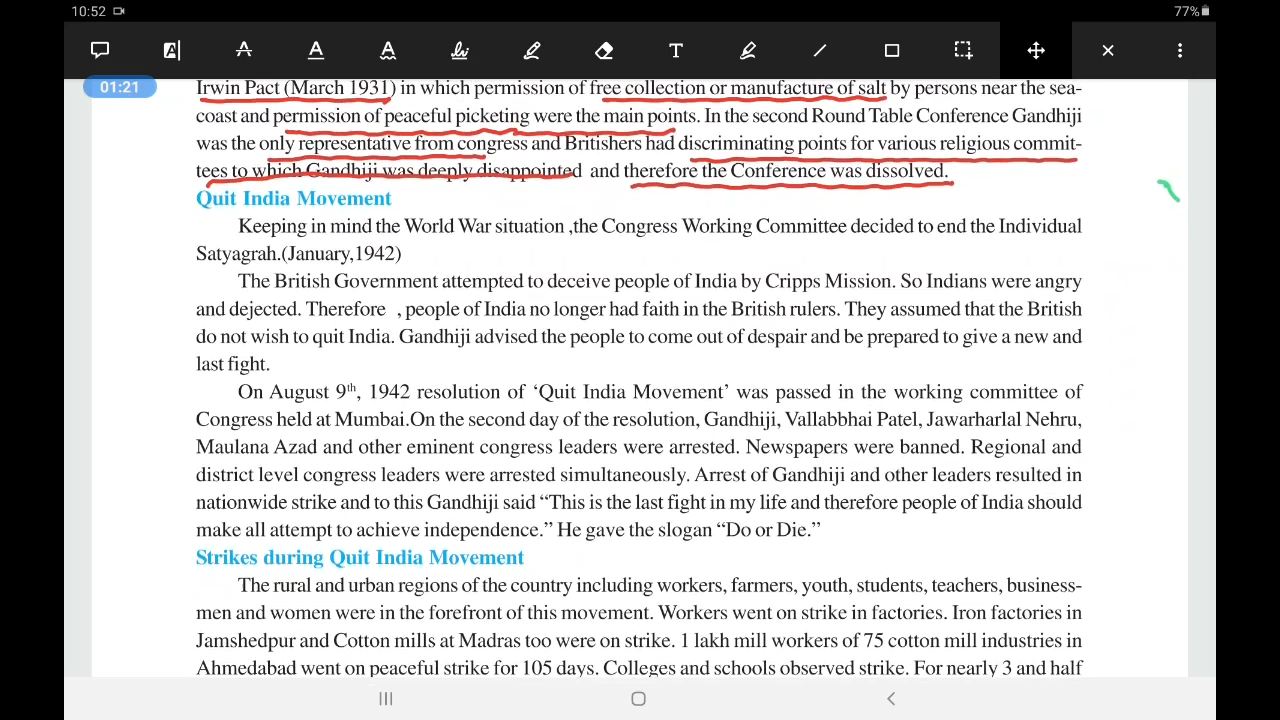 10:52
77%
01:21
Irwin Pact (March 1931) in which permission of free collection or manufacture of salt by persons near the sea-
coast and permission of peaceful picketing were the main points. In the second Round Table Conference Gandhiji
was the only representative from congress and Britishers had discriminating points for various religious commit-
tees to which Gandhiji was deeply disappointed and therefore the Conference was dissolved.
Quit India Movement
Keeping in mind the World War situation ,the Congress Working Committee decided to end the Individual
Satyagrah.(January,1942)
The British Government attempted to deceive people of India by Cripps Mission. So Indians were angry
and dejected. Therefore , people of India no longer had faith in the British rulers. They assumed that the British
do not wish to quit India. Gandhiji advised the people to come out of despair and be prepared to give a new and
last fight.
On August 9th, 1942 resolution of ‘Quit India Movement’ was passed in the working committee of
Congress held at Mumbai.On the second day of the resolution, Gandhiji, Vallabbhai Patel, Jawarharlal Nehru,
Maulana Azad and other eminent congress leaders were arrested. Newspapers were banned. Regional and
district level congress leaders were arrested simultaneously. Arrest of Gandhiji and other leaders resulted in
nationwide strike and to this Gandhiji said “This is the last fight in my life and therefore people of India should
make all attempt to achieve independence.” He gave the slogan “Do or Die.”
Strikes during Quit India Movement
The rural and urban regions of the country including workers, farmers, youth, students, teachers, business-
men and women were in the forefront of this movement. Workers went on strike in factories. Iron factories in
Jamshedpur and Cotton mills at Madras too were on strike. 1 lakh mill workers of 75 cotton mill industries in
Ahmedabad went on peaceful strike for 105 days. Colleges and schools observed strike. For nearly 3 and half